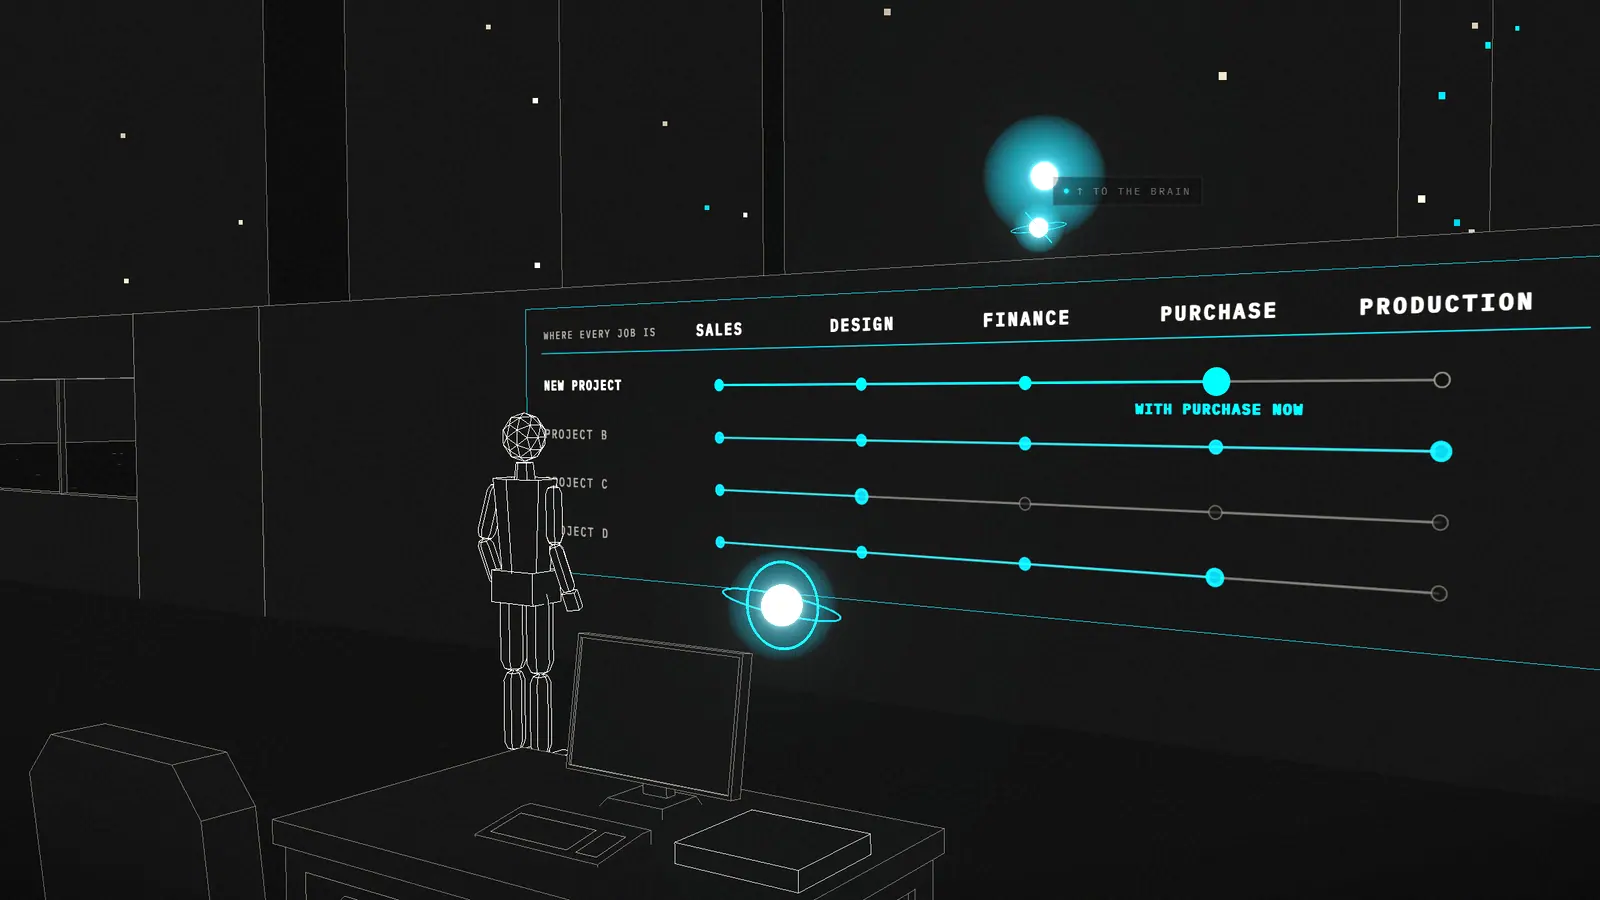 ↑ TO THE BRAIN
WHERE EVERY JOB IS SALES DESIGN FINANCE PURCHASE PRODUCTION
NEW PROJECT
WITH PURCHASE NOW
PROJECT B
OJECT C
JECT D